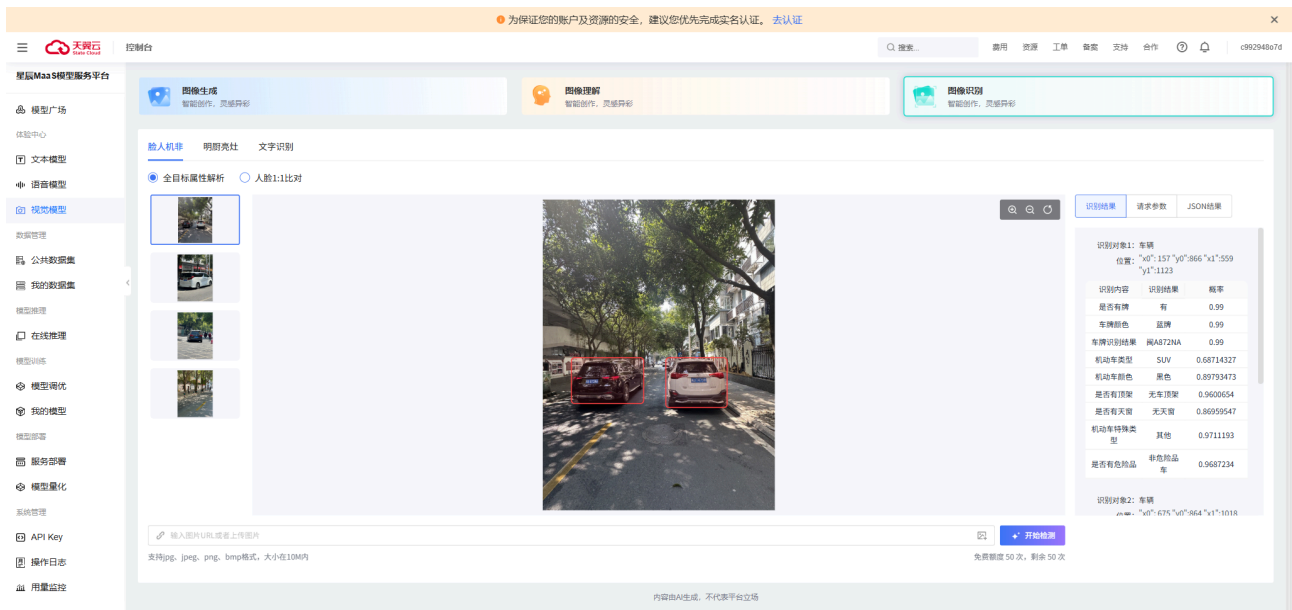 为保证您的账户及资源的安全，建议您优先完成实名认证。 去认证
天翼云 State Cloud 控制台 搜索... 费用 资源 工单 备案 支持 合作 c992948o7d
星辰MaaS模型服务平台
模型广场
体验中心
文本模型
语音模型
视觉模型
数据管理
公共数据集
我的数据集
模型推理
在线推理
模型训练
模型调优
我的模型
模型部署
服务部署
模型量化
系统管理
API Key
操作日志
用量监控
图像生成
智能创作，灵感异彩
图像理解
智能创作，灵感异彩
图像识别
智能创作，灵感异彩
脸人机非 明厨亮灶 文字识别
全目标属性解析 人脸1:1比对
识别结果 请求参数 JSON结果
识别对象1: 车辆
位置: "x0": 157 "y0":866 "x1":559
"y1":1123
识别内容 识别结果 概率
是否有牌 有 0.99
车牌颜色 蓝牌 0.99
车牌识别结果 闽A872NA 0.99
机动车类型 SUV 0.68714327
机动车颜色 黑色 0.89793473
是否有顶架 无车顶架 0.9600654
是否有天窗 无天窗 0.86959547
机动车特殊类型 其他 0.9711193
是否有危险品 非危险品车 0.9687234
识别对象2: 车辆
位置: "x0": 675 "y0":864 "x1":1018
输入图片URL或者上传图片
开始检测
支持jpg、jpeg、png、bmp格式，大小在10M内
免费额度 50 次，剩余 50 次
内容由AI生成，不代表平台立场